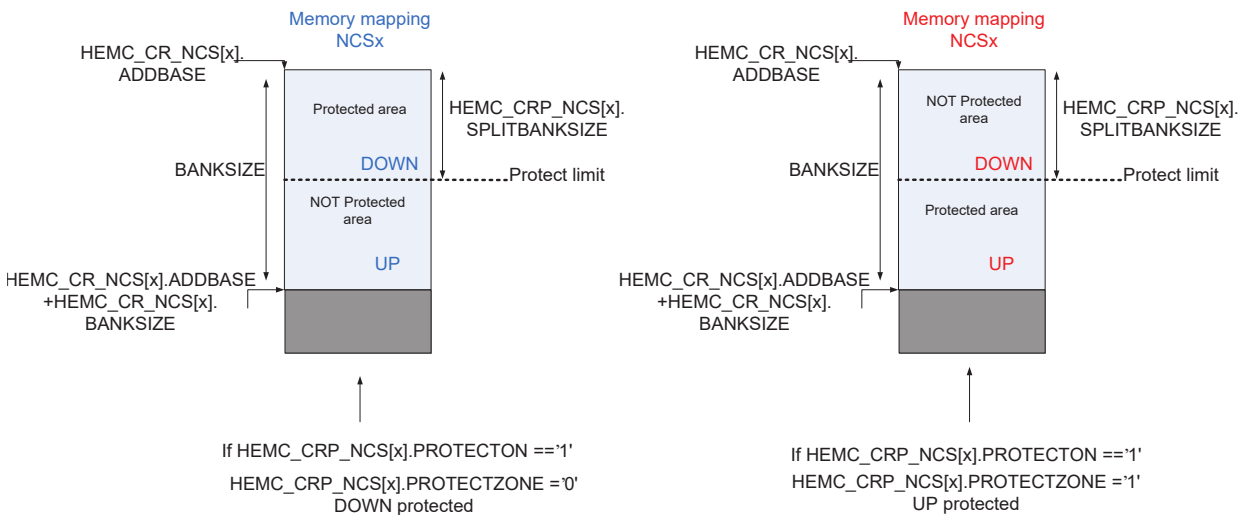 Memory mapping
NCSx
HEMC_CR_NCS[x].
ADDBASE
Protected area
HEMC_CRP_NCS[x].
SPLITBANKSIZE
BANKSIZE
DOWN
Protect limit
NOT Protected
area
UP
HEMC_CR_NCS[x].ADDBASE
+HEMC_CR_NCS[x].
BANKSIZE
If HEMC_CRP_NCS[x].PROTECTON =='1'
HEMC_CRP_NCS[x].PROTECTZONE ='0'
DOWN protected
Memory mapping
NCSx
HEMC_CR_NCS[x].
ADDBASE
NOT Protected
area
HEMC_CRP_NCS[x].
SPLITBANKSIZE
BANKSIZE
DOWN
Protect limit
Protected area
UP
HEMC_CR_NCS[x].ADDBASE
+HEMC_CR_NCS[x].
BANKSIZE
If HEMC_CRP_NCS[x].PROTECTON =='1'
HEMC_CRP_NCS[x].PROTECTZONE ='1'
UP protected